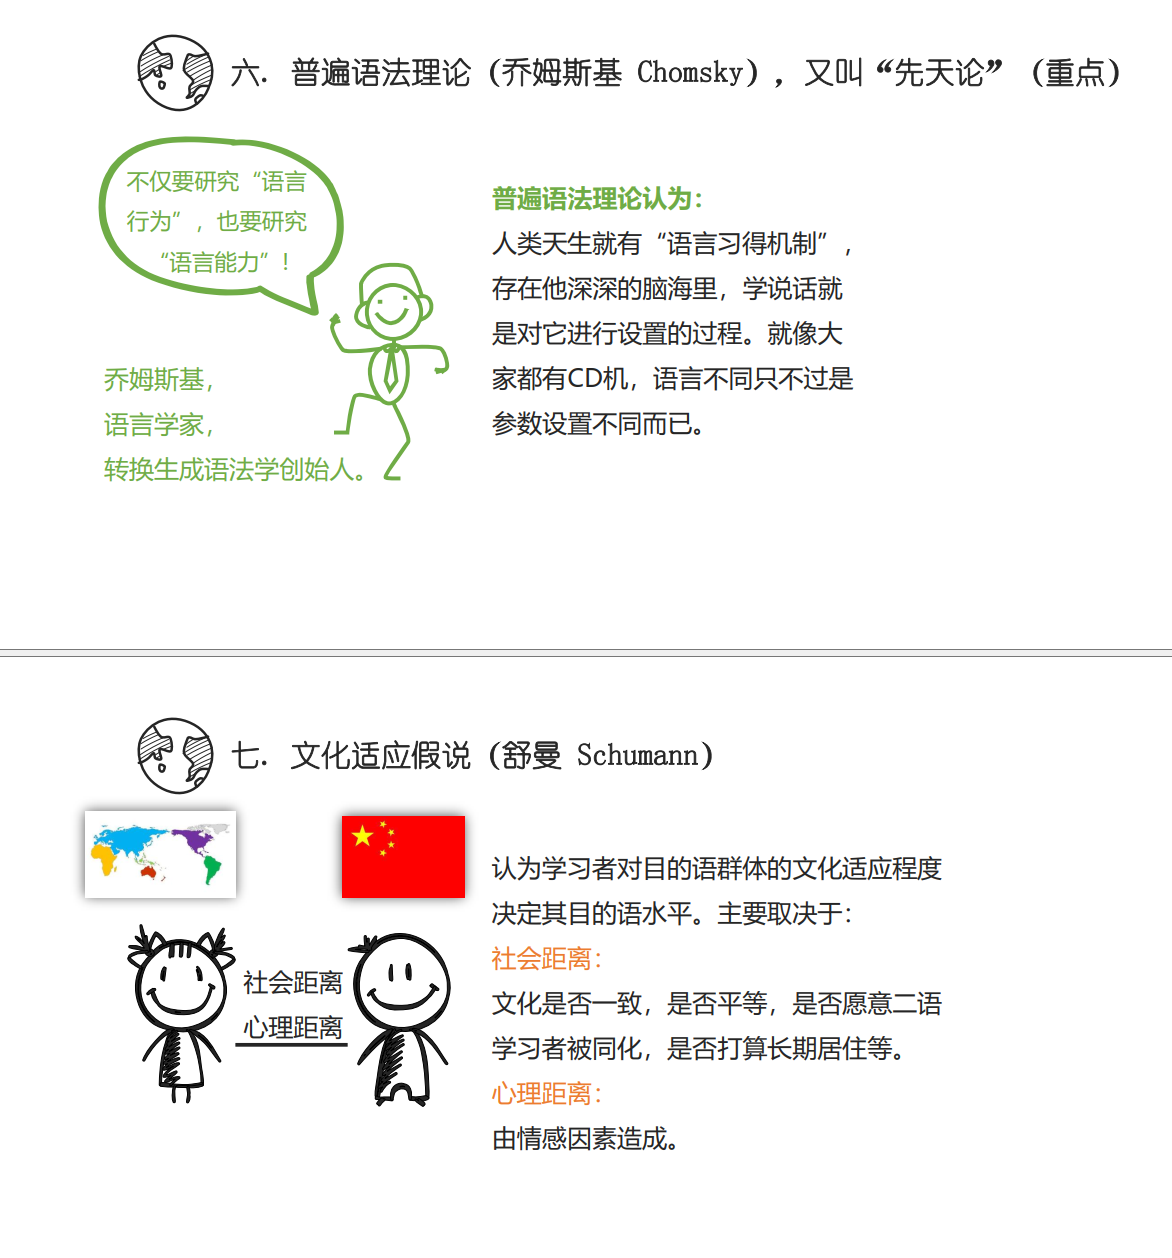 六. 普遍语法理论（乔姆斯基 Chomsky），又叫“先天论”（重点）
不仅要研究“语言
行为”，也要研究
“语言能力”！
乔姆斯基，
语言学家，
转换生成语法学创始人。
普遍语法理论认为：
人类天生就有“语言习得机制”，
存在他深深的脑海里，学说话就
是对它进行设置的过程。就像大
家都有CD机，语言不同只不过是
参数设置不同而已。
七. 文化适应假说（舒曼 Schumann）
社会距离
心理距离
认为学习者对目的语群体的文化适应程度
决定其目的语水平。主要取决于：
社会距离：
文化是否一致，是否平等，是否愿意二语
学习者被同化，是否打算长期居住等。
心理距离：
由情感因素造成。